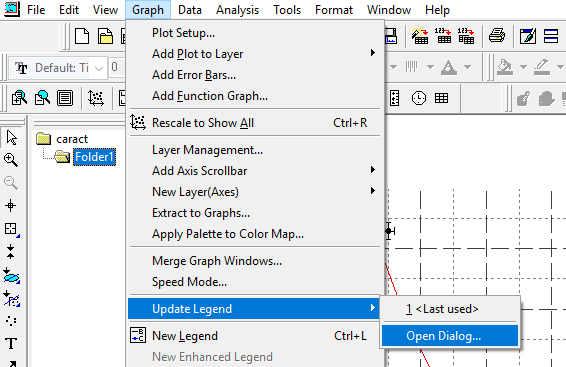 File Edit View Graph Data Analysis Tools Format Window Help
Plot Setup...
Default: Ti 0
Add Plot to Layer
Add Error Bars...
Add Function Graph...
Rescale to Show All Ctrl+R
caract
Folder1
Layer Management...
Add Axis Scrollbar
New Layer(Axes)
Extract to Graphs...
Apply Palette to Color Map...
Merge Graph Windows...
Speed Mode...
Update Legend
1 <Last used>
Open Dialog...
New Legend Ctrl+L
New Enhanced Legend